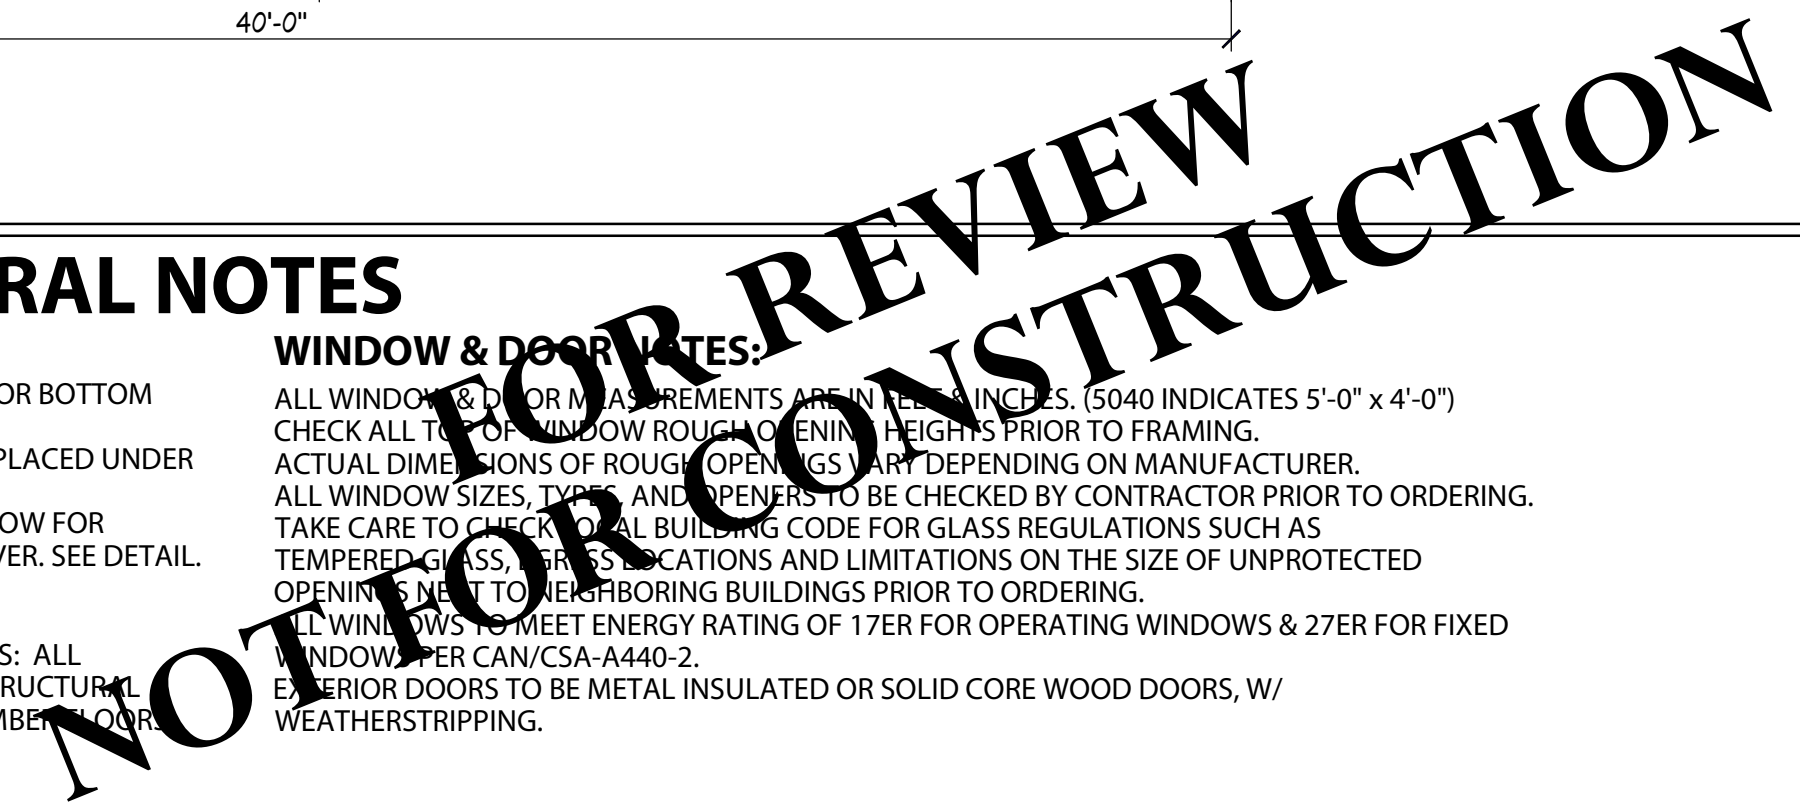 40'-0"
RAL NOTES
OR BOTTOM
PLACED UNDER
OW FOR
VER. SEE DETAIL.
S: ALL
RUCTURAL
MBER FLOORS
WINDOW & DOOR NOTES:
ALL WINDOW & DOOR MEASUREMENTS ARE IN FEET & INCHES. (5040 INDICATES 5'-0" x 4'-0")
CHECK ALL TOP OF WINDOW ROUGH OPENING HEIGHTS PRIOR TO FRAMING.
ACTUAL DIMENSIONS OF ROUGH OPENINGS VARY DEPENDING ON MANUFACTURER.
ALL WINDOW SIZES, TYPES, AND OPENERS TO BE CHECKED BY CONTRACTOR PRIOR TO ORDERING.
TAKE CARE TO CHECK LOCAL BUILDING CODE FOR GLASS REGULATIONS SUCH AS
TEMPERED GLASS, EGRESS LOCATIONS AND LIMITATIONS ON THE SIZE OF UNPROTECTED
OPENINGS NEXT TO NEIGHBORING BUILDINGS PRIOR TO ORDERING.
ALL WINDOWS TO MEET ENERGY RATING OF 17ER FOR OPERATING WINDOWS & 27ER FOR FIXED
WINDOWS PER CAN/CSA-A440-2.
EXTERIOR DOORS TO BE METAL INSULATED OR SOLID CORE WOOD DOORS, W/
WEATHERSTRIPPING.
FOR REVIEW
NOT FOR CONSTRUCTION